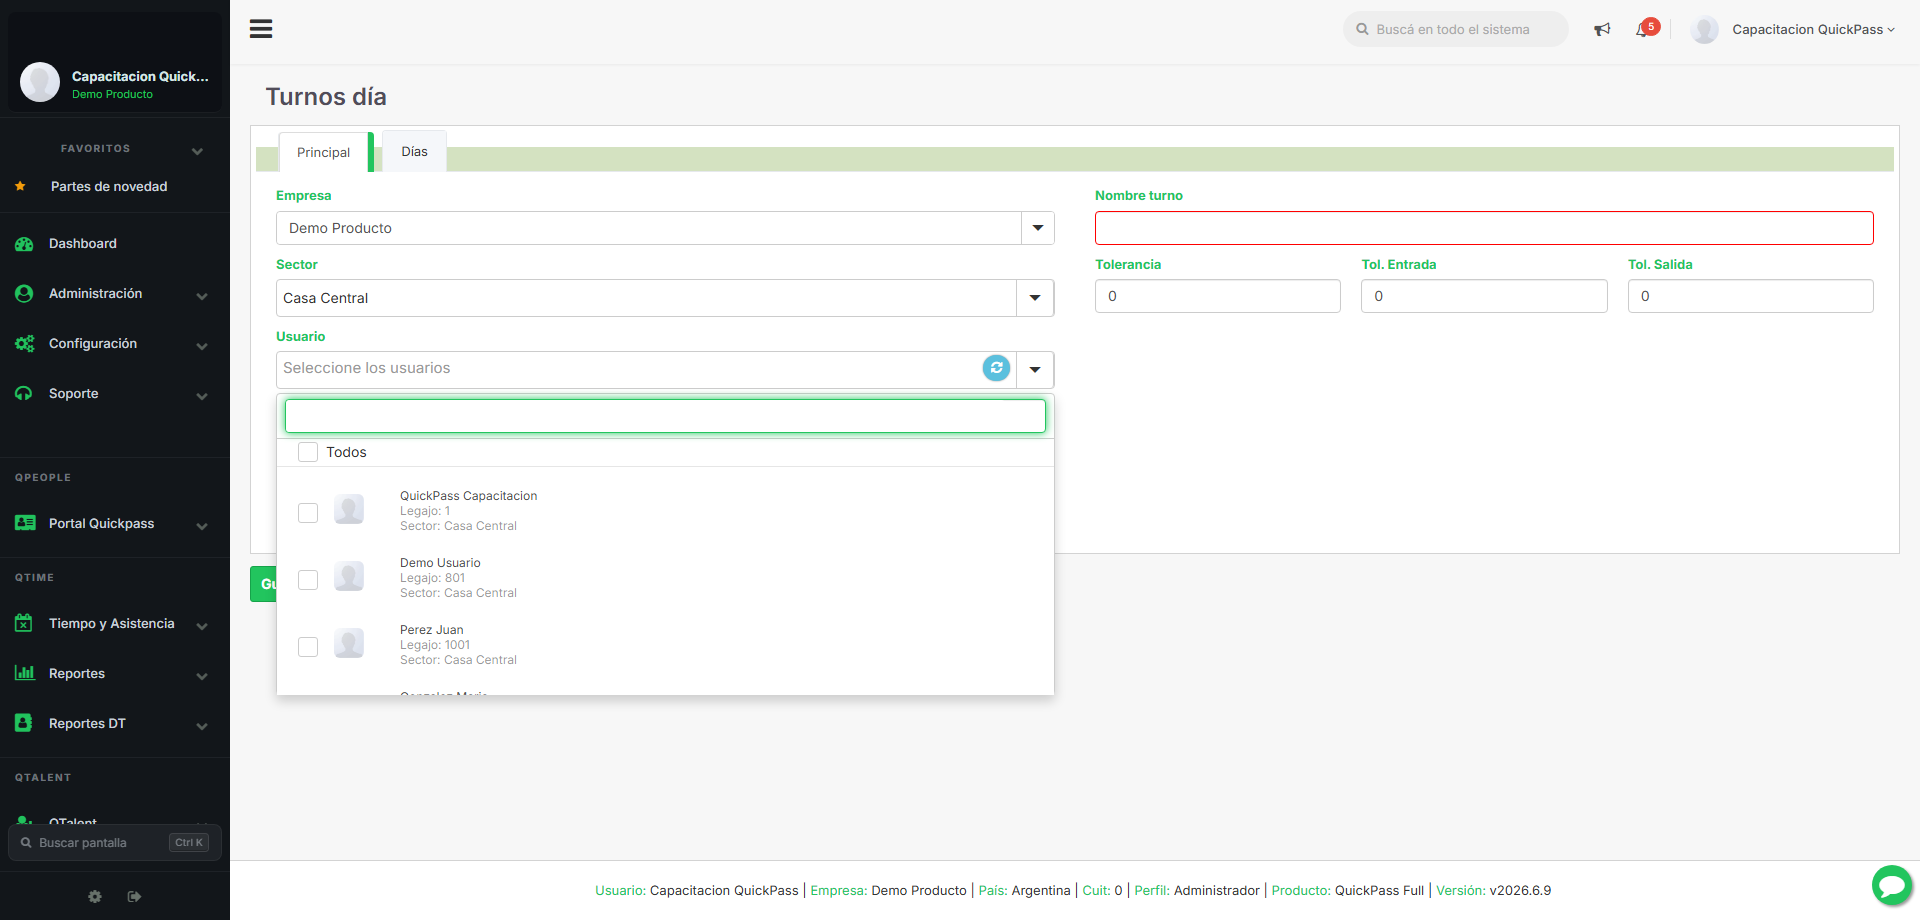 Capacitacion Quick...
Demo Producto
FAVORITOS
Partes de novedad
Dashboard
Administración
Configuración
Soporte
QPEOPLE
Portal Quickpass
QTIME
Tiempo y Asistencia
Reportes
Reportes DT
QTALENT
QTalent
Buscar pantalla
Ctrl K
Buscá en todo el sistema
5
Capacitacion QuickPass
Turnos día
Principal
Días
Empresa
Demo Producto
Nombre turno
Sector
Casa Central
Tolerancia
Tol. Entrada
Tol. Salida
0
0
0
Usuario
Seleccione los usuarios
Todos
QuickPass Capacitacion
Legajo: 1
Sector: Casa Central
Demo Usuario
Legajo: 801
Sector: Casa Central
Perez Juan
Legajo: 1001
Sector: Casa Central
Usuario: Capacitacion QuickPass | Empresa: Demo Producto | País: Argentina | Cuit: 0 | Perfil: Administrador | Producto: QuickPass Full | Versión: v2026.6.9